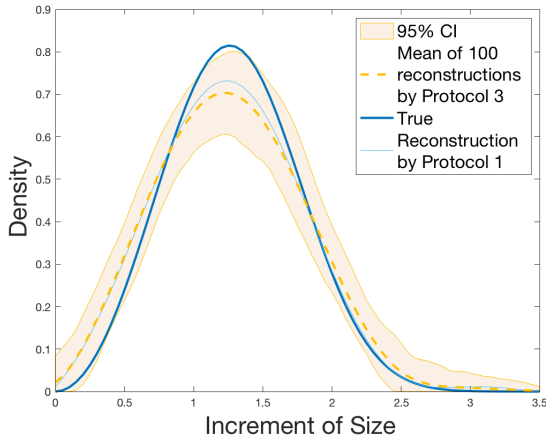 0.9
0.8
0.7
0.6
0.5
0.4
0.3
0.2
0.1
0
Density
95% CI
Mean of 100
reconstructions
by Protocol 3
True
Reconstruction
by Protocol 1
0 0.5 1 1.5 2 2.5 3 3.5
Increment of Size